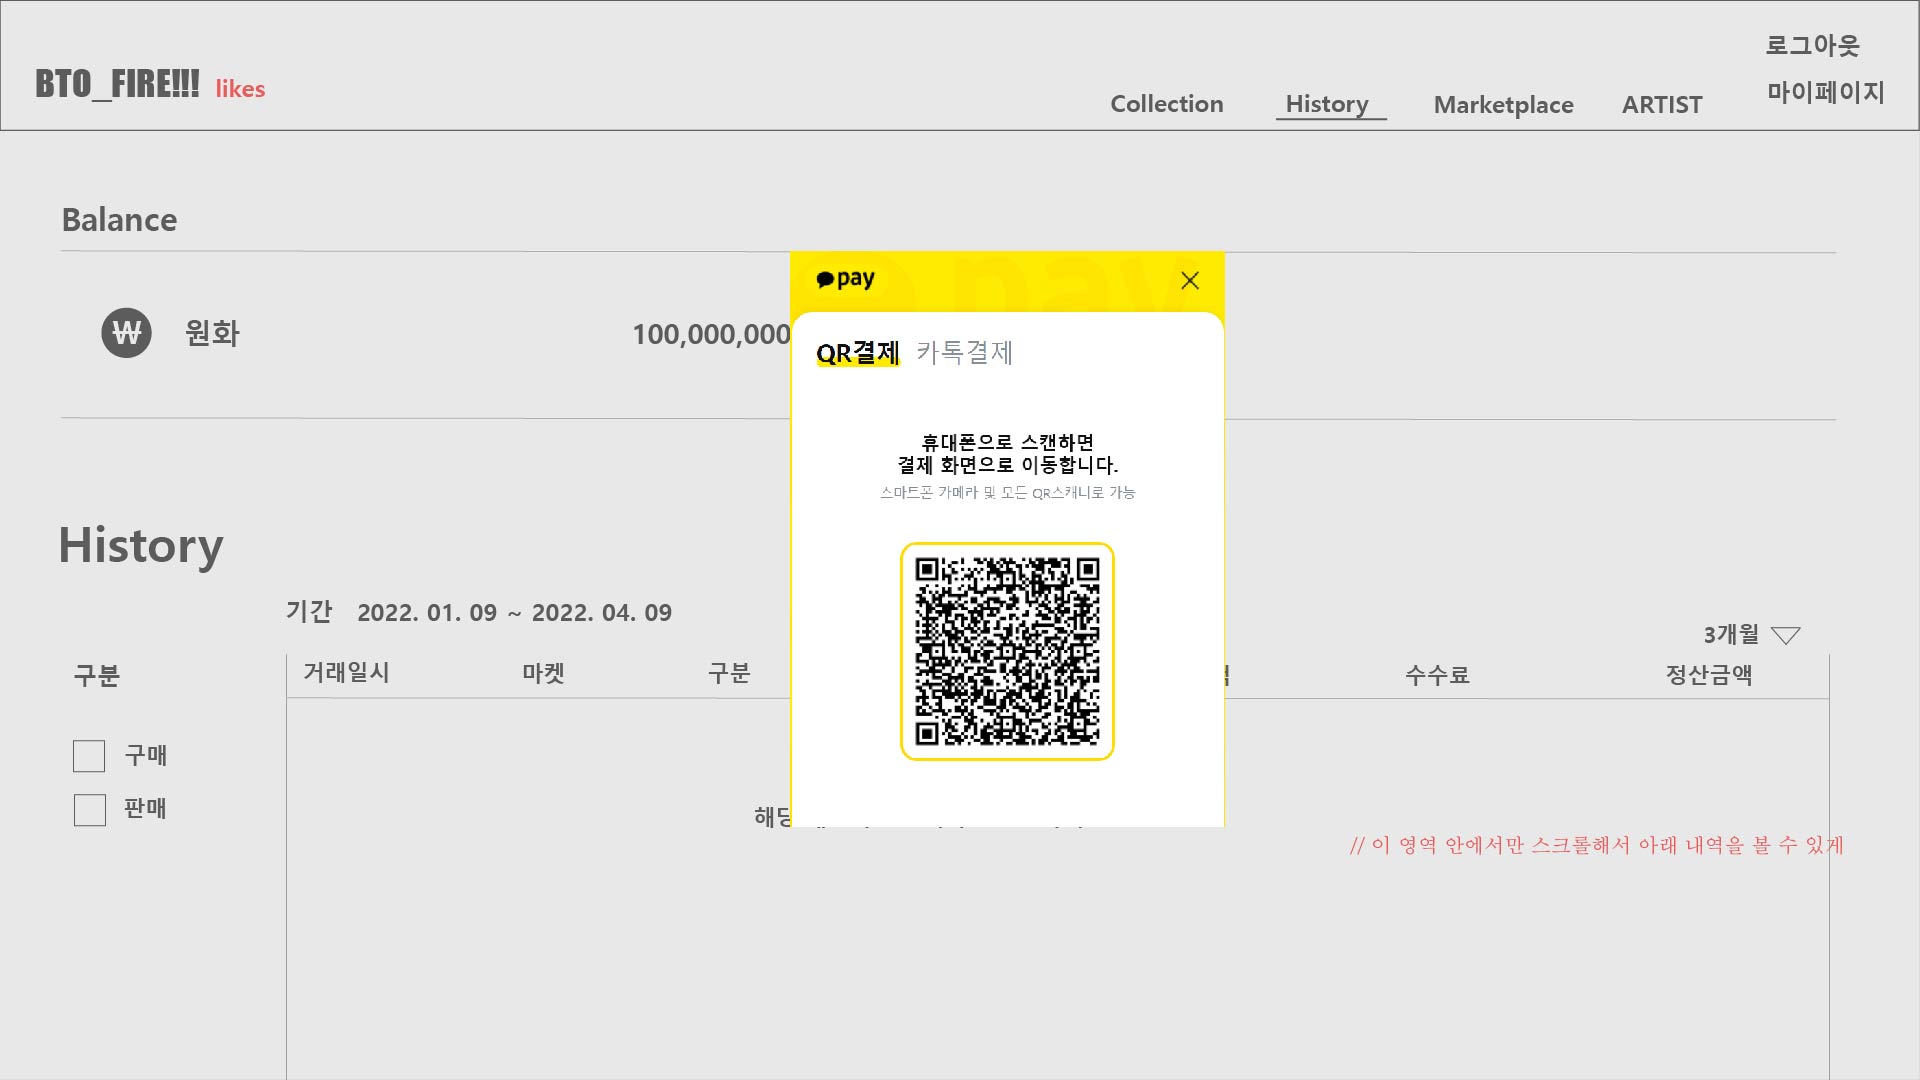 로그아웃
BTO_FIRE!!! likes
마이페이지
Collection History Marketplace ARTIST
Balance
pay
₩ 원화 100,000,000
QR결제 카톡결제
휴대폰으로 스캔하면
결제 화면으로 이동합니다.
스마트폰 카메라 및 모든 QR스캐너로 가능
History
기간 2022. 01. 09 ~ 2022. 04. 09
3개월
구분
거래일시 마켓 구분 수수료 정산금액
구매
판매
// 이 영역 안에서만 스크롤해서 아래 내역을 볼 수 있게